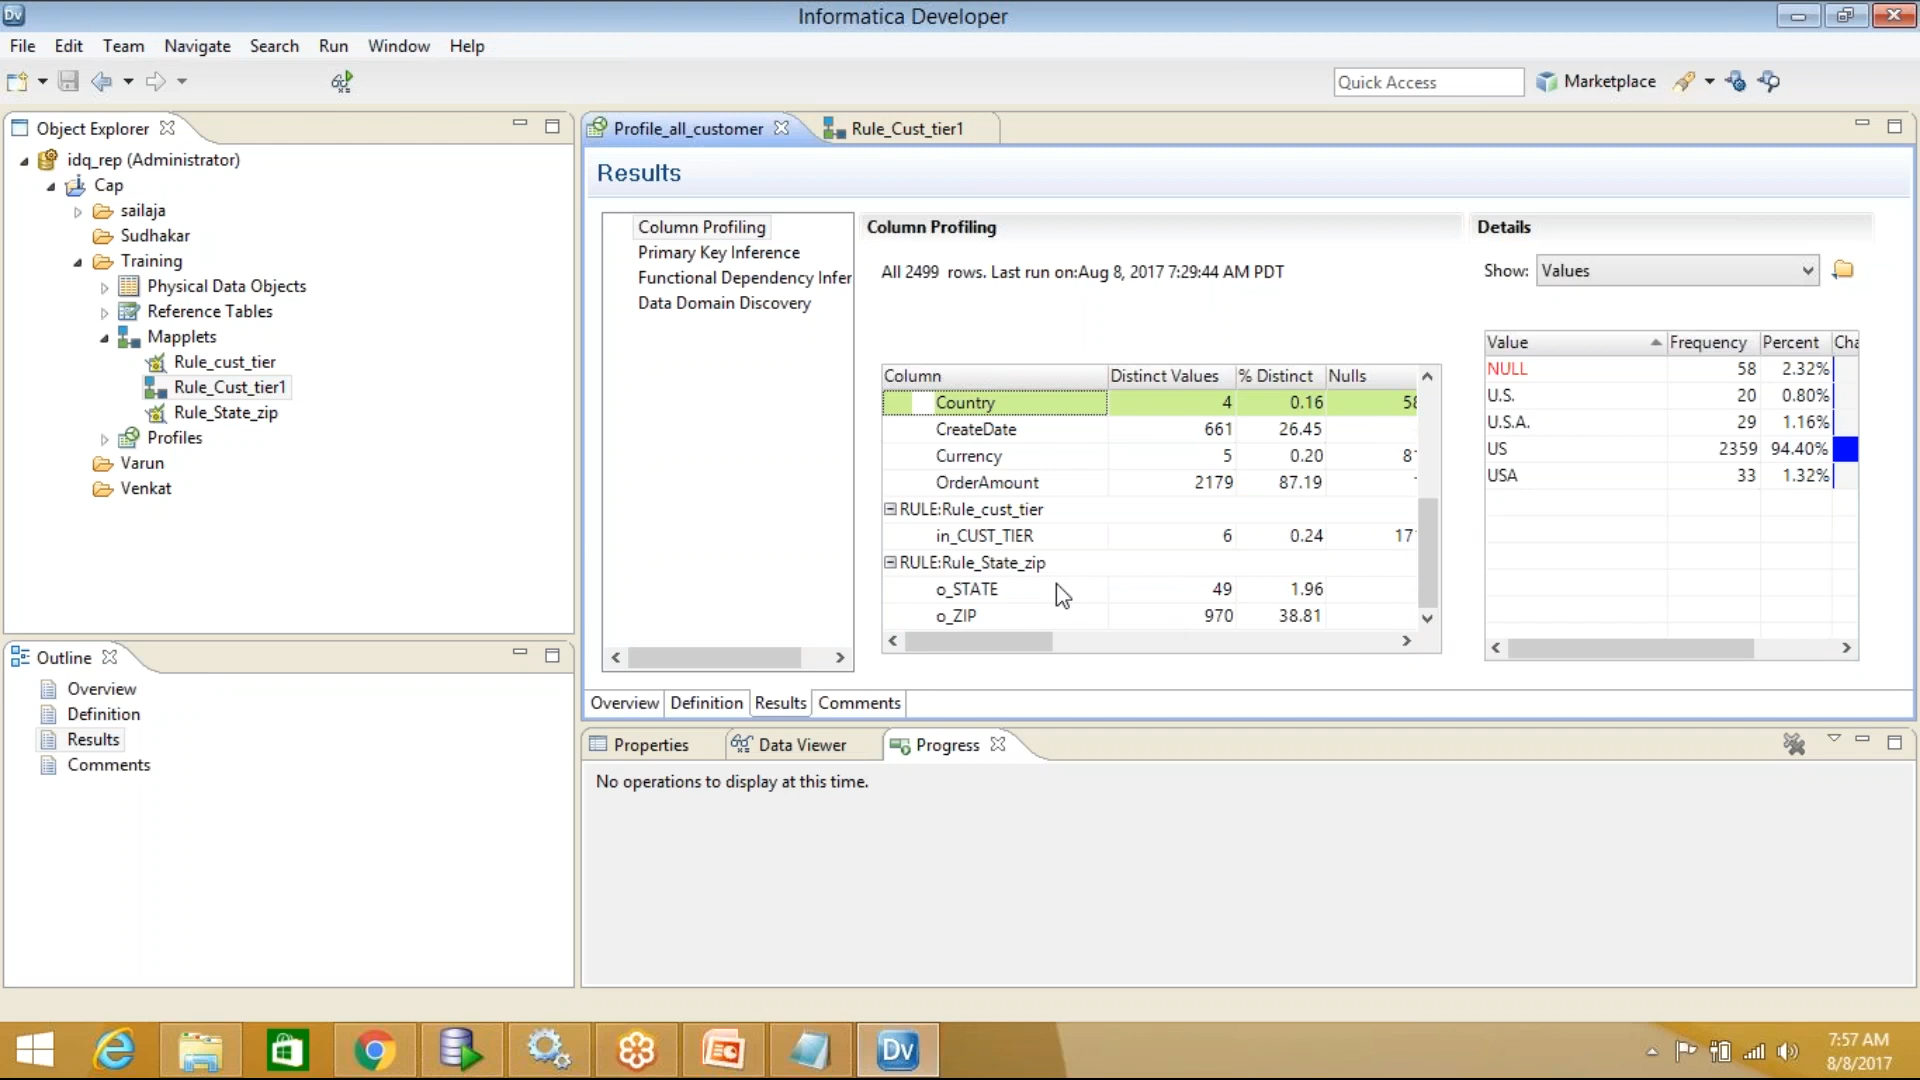 Dv
Informatica Developer
File Edit Team Navigate Search Run Window Help
Quick Access
Marketplace
Object Explorer
idq_rep (Administrator)
Cap
sailaja
Sudhakar
Training
Physical Data Objects
Reference Tables
Mapplets
Rule_cust_tier
Rule_Cust_tier1
Rule_State_zip
Profiles
Varun
Venkat
Outline
Overview
Definition
Results
Comments
Profile_all_customer
Rule_Cust_tier1
Results
Column Profiling
Primary Key Inference
Functional Dependency Infer
Data Domain Discovery
Column Profiling
All 2499 rows. Last run on:Aug 8, 2017 7:29:44 AM PDT
Column Distinct Values % Distinct Nulls
Country 4 0.16 58
CreateDate 661 26.45
Currency 5 0.20 8
OrderAmount 2179 87.19
RULE:Rule_cust_tier
in_CUST_TIER 6 0.24 17
RULE:Rule_State_zip
o_STATE 49 1.96
o_ZIP 970 38.81
Details
Show: Values
Value Frequency Percent Cha
NULL 58 2.32%
U.S. 20 0.80%
U.S.A. 29 1.16%
US 2359 94.40%
USA 33 1.32%
Overview Definition Results Comments
Properties Data Viewer Progress
No operations to display at this time.
Dv
7:57 AM
8/8/2017